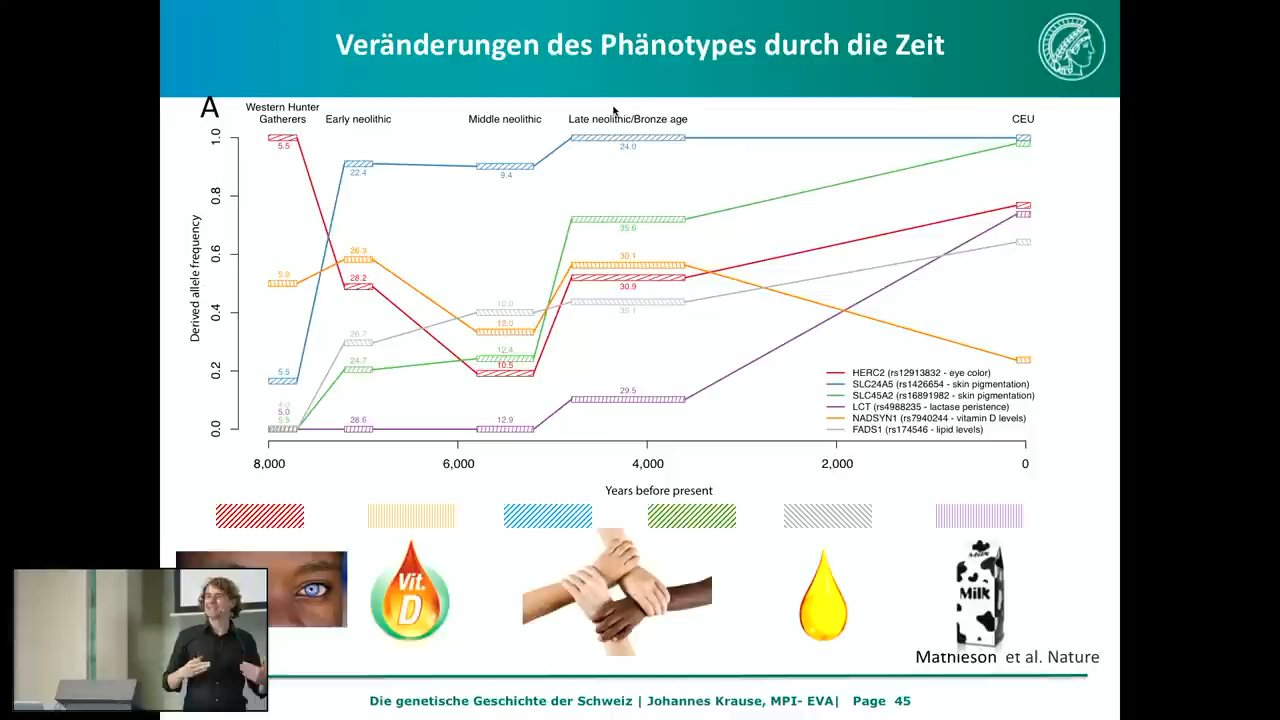 Veränderungen des Phänotypes durch die Zeit
A
Western Hunter
Gatherers
Early neolithic
Middle neolithic
Late neolithic/Bronze age
CEU
Derived allele frequency
1.0
0.8
0.6
0.4
0.2
0.0
5.5
22.4
9.4
24.0
35.6
5.9
26.3
28.2
30.1
30.9
10.0
12.0
35.1
26.7
24.7
12.4
10.5
5.5
4.0
5.0
5.5
28.6
12.9
29.5
HERC2 (rs12913832 - eye color)
SLC24A5 (rs1426654 - skin pigmentation)
SLC45A2 (rs16891982 - skin pigmentation)
LCT (rs4988235 - lactase peristence)
NADSYN1 (rs7940244 - vitamin D levels)
FADS1 (rs174546 - lipid levels)
8,000
6,000
4,000
2,000
0
Years before present
Vit.
D
Milk
Milk
Mathieson et al. Nature
Die genetische Geschichte der Schweiz | Johannes Krause, MPI- EVA| Page 45